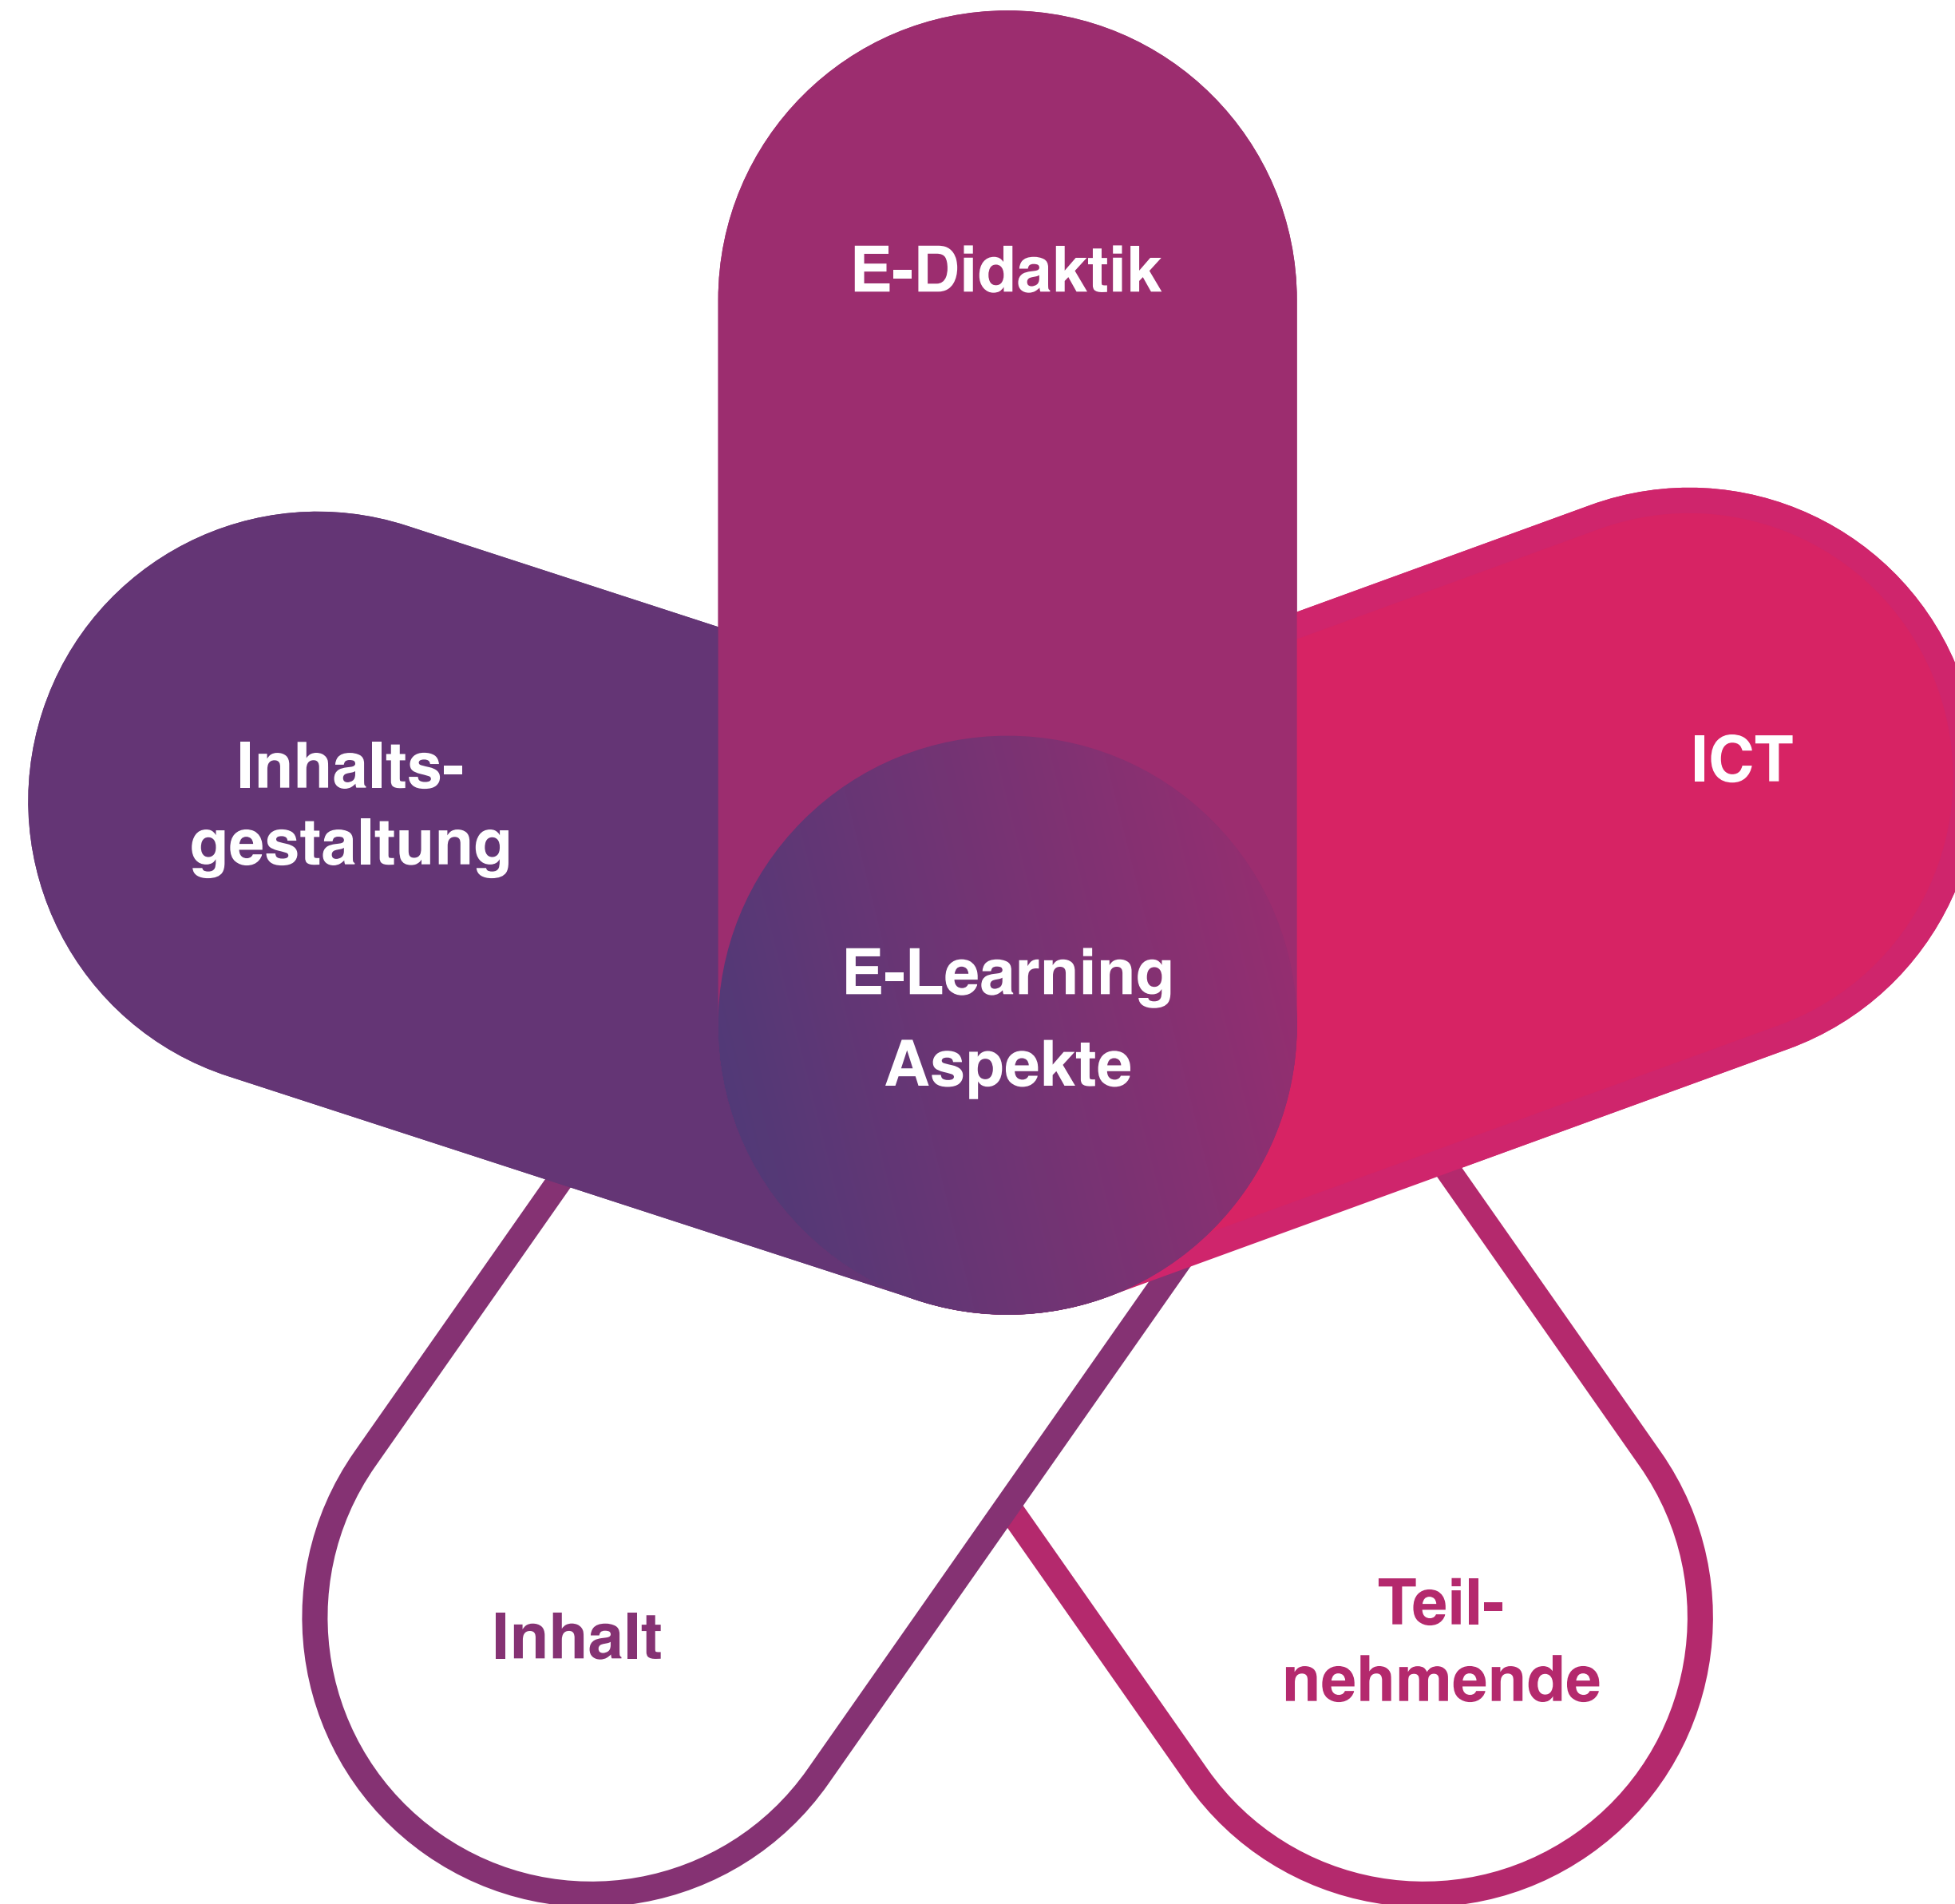 E-Didaktik
Inhalts-
gestaltung
ICT
E-Learning
Aspekte
Inhalt
Teil-
nehmende